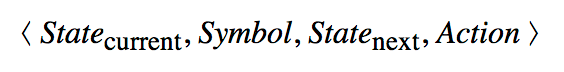 ⟨ State_current, Symbol, State_next, Action ⟩